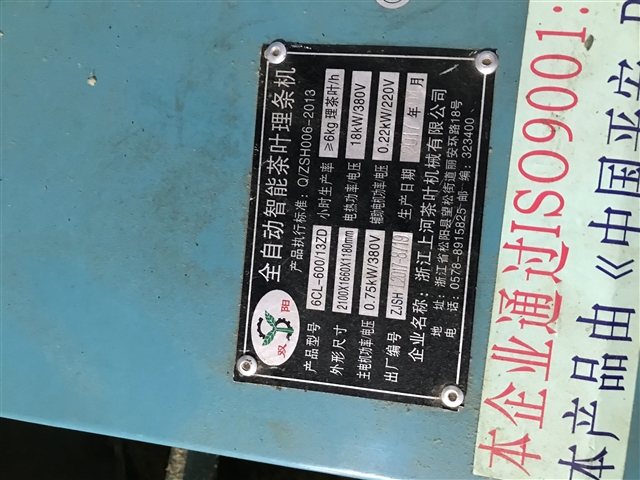 双阳
全自动智能茶叶理条机
产品执行标准: Q/ZSH006-2013
产品型号 6CL-600/13ZD 小时生产率 ≥6kg 理茶叶/h
外形尺寸 2100X1660X1180mm 电热功率/电压 18kW/380V
主电机功率/电压 0.75kW/380V 辅助电机功率/电压 0.22kW/220V
出厂编号 ZJSH 生产日期 年 月
企业名称: 浙江上河茶叶机械有限公司
地 址: 浙江省松阳县望松街道丽安环路18号
电 话: 0578-8915825 邮 编: 323400
本企业通过ISO9001:
本产品由《中国平安